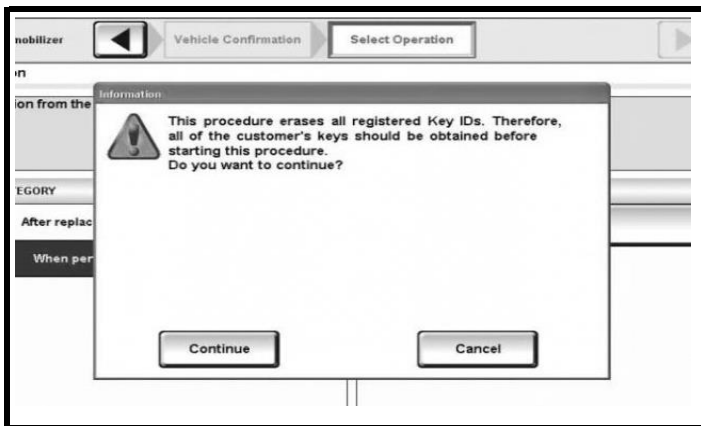 mobilizer
Vehicle Confirmation
Select Operation
on
ion from the
Information
This procedure erases all registered Key IDs. Therefore,
all of the customer's keys should be obtained before
starting this procedure.
Do you want to continue?
EGORY
After replac
When per
Continue
Cancel